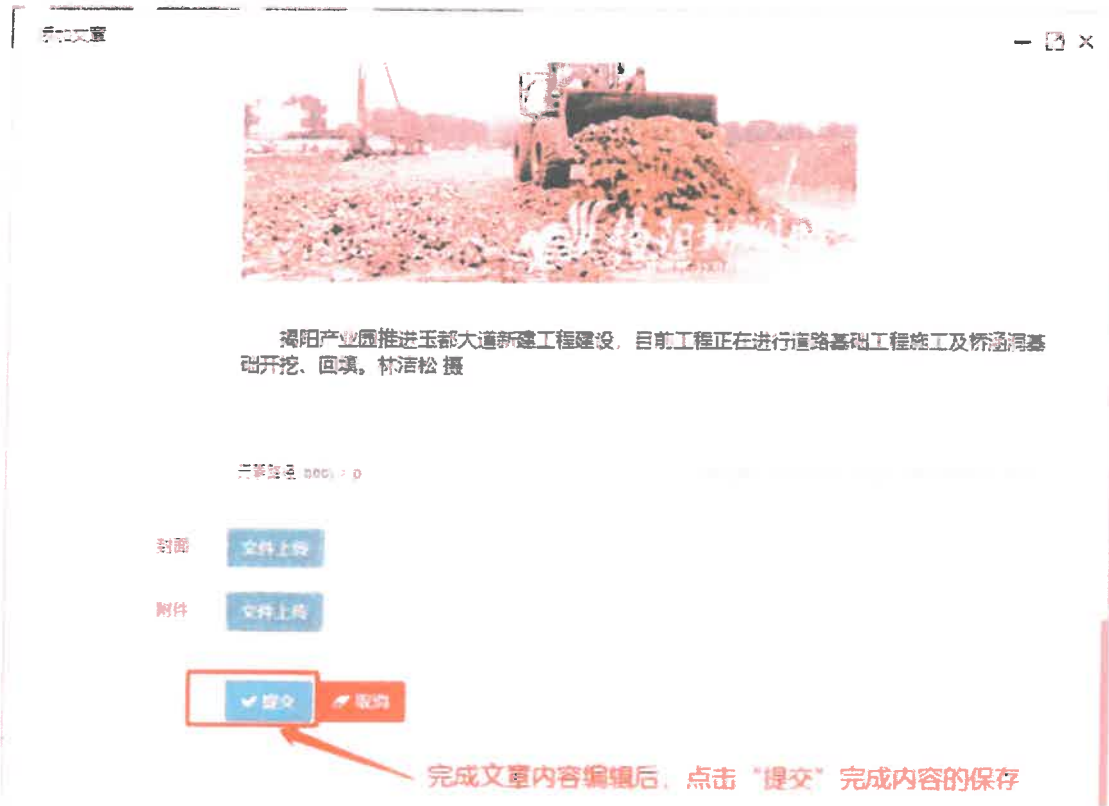 添加文章
揭阳产业园推进玉都大道新建工程建设，目前工程正在进行道路基础工程施工及桥涵洞基
础开挖、回填。林洁松 摄
元素路径
封面
文件上传
附件
文件上传
提交
取消
完成文章内容编辑后，点击“提交”完成内容的保存